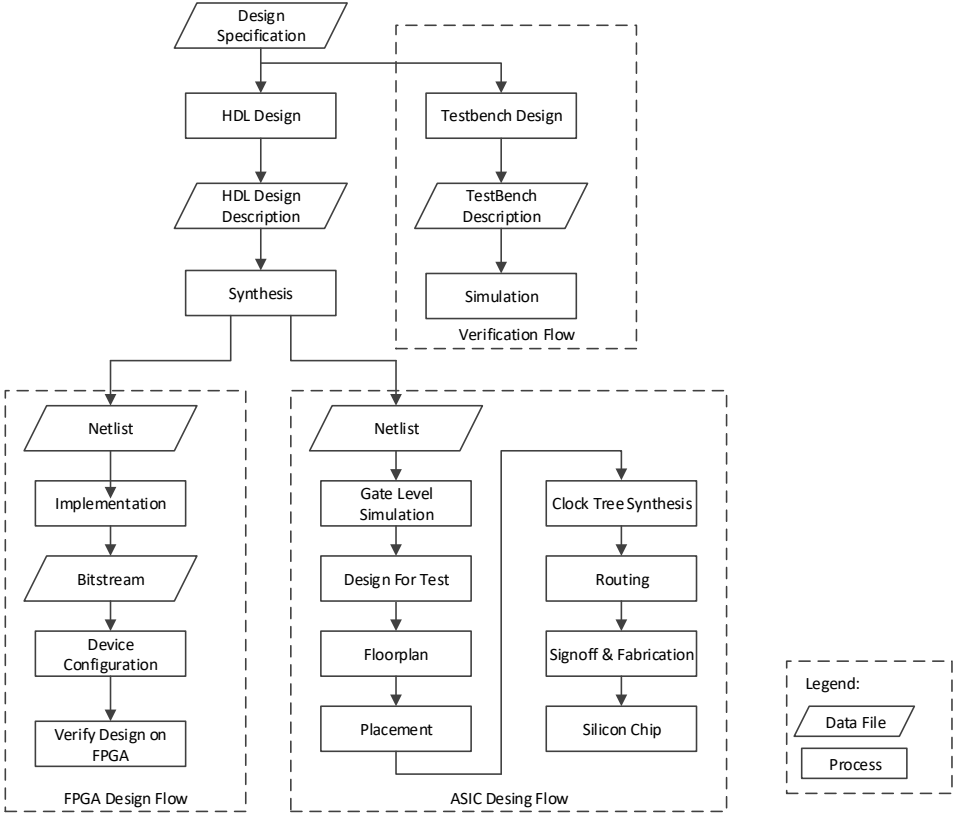 Design
Specification
HDL Design
Testbench Design
HDL Design
Description
TestBench
Description
Synthesis
Simulation
Verification Flow
Netlist
Implementation
Bitstream
Device
Configuration
Verify Design on
FPGA
FPGA Design Flow
Netlist
Gate Level
Simulation
Design For Test
Floorplan
Placement
Clock Tree Synthesis
Routing
Signoff & Fabrication
Silicon Chip
ASIC Desing Flow
Legend:
Data File
Process